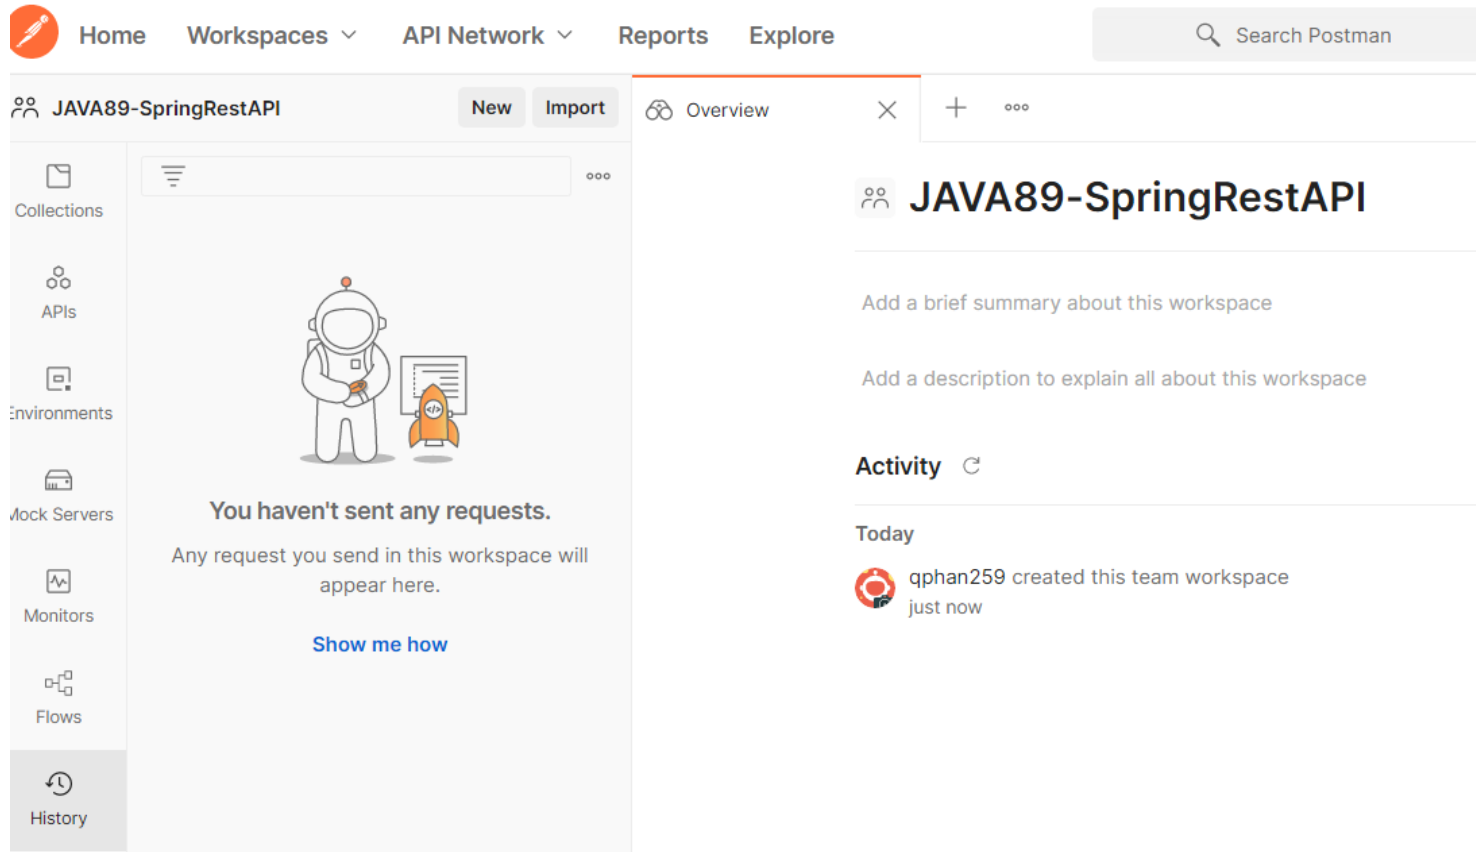 Home Workspaces API Network Reports Explore Search Postman
JAVA89-SpringRestAPI New Import
Overview
Collections
APIs
Environments
Mock Servers
Monitors
Flows
History
</>
You haven't sent any requests.
Any request you send in this workspace will
appear here.
Show me how
JAVA89-SpringRestAPI
Add a brief summary about this workspace
Add a description to explain all about this workspace
Activity
Today
qphan259 created this team workspace
just now